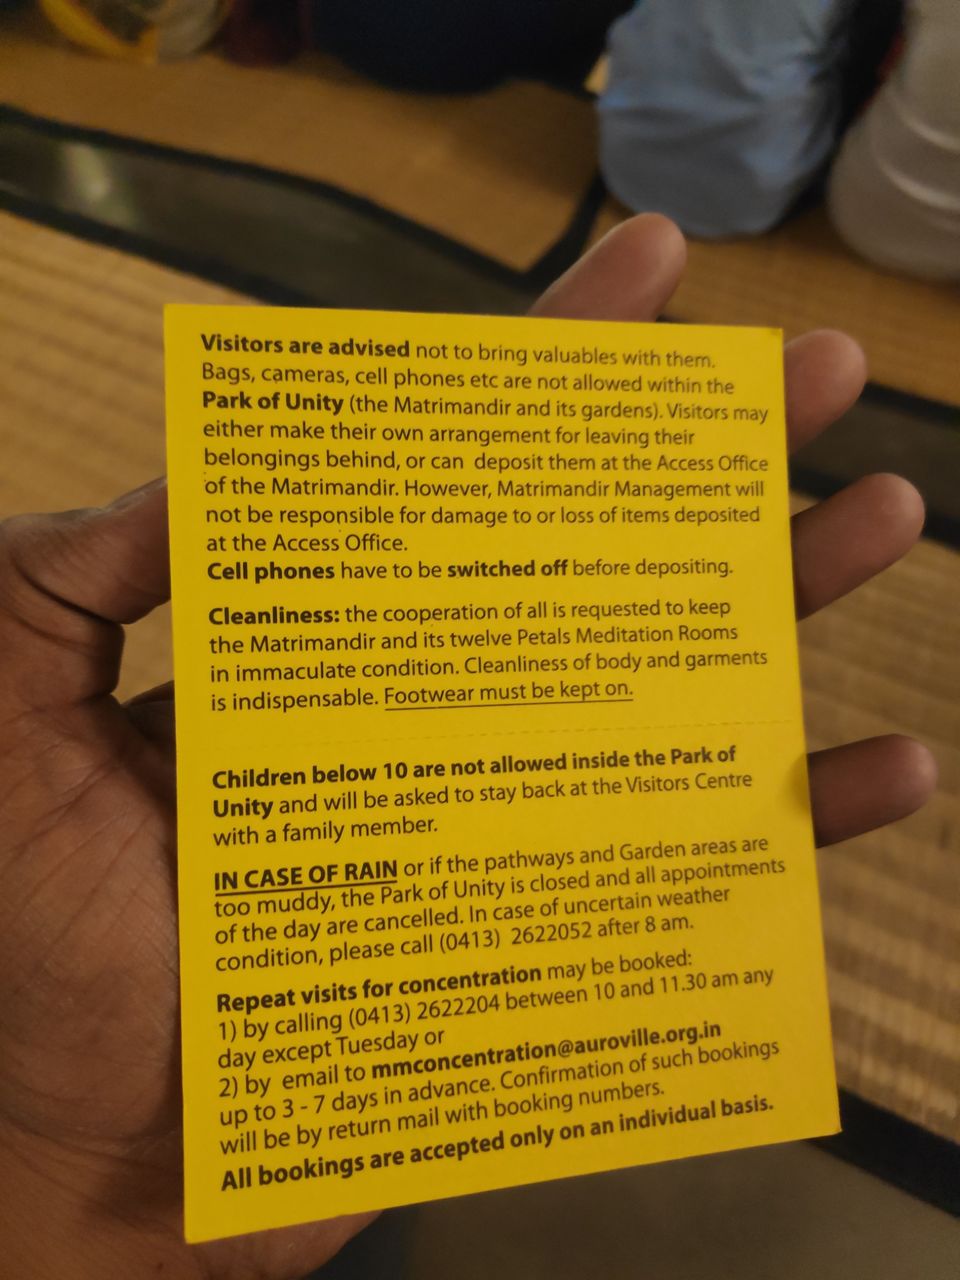 Visitors are advised not to bring valuables with them.
Bags, cameras, cell phones etc are not allowed within the
Park of Unity (the Matrimandir and its gardens). Visitors may
either make their own arrangement for leaving their
belongings behind, or can deposit them at the Access Office
of the Matrimandir. However, Matrimandir Management will
not be responsible for damage to or loss of items deposited
at the Access Office.
Cell phones have to be switched off before depositing.
Cleanliness: the cooperation of all is requested to keep
the Matrimandir and its twelve Petals Meditation Rooms
in immaculate condition. Cleanliness of body and garments
is indispensable. Footwear must be kept on.
Children below 10 are not allowed inside the Park of
Unity and will be asked to stay back at the Visitors Centre
with a family member.
IN CASE OF RAIN or if the pathways and Garden areas are
too muddy, the Park of Unity is closed and all appointments
of the day are cancelled. In case of uncertain weather
condition, please call (0413) 2622052 after 8 am.
Repeat visits for concentration may be booked:
1) by calling (0413) 2622204 between 10 and 11.30 am any
day except Tuesday or
2) by email to mmconcentration@auroville.org.in
up to 3 - 7 days in advance. Confirmation of such bookings
will be by return mail with booking numbers.
All bookings are accepted only on an individual basis.